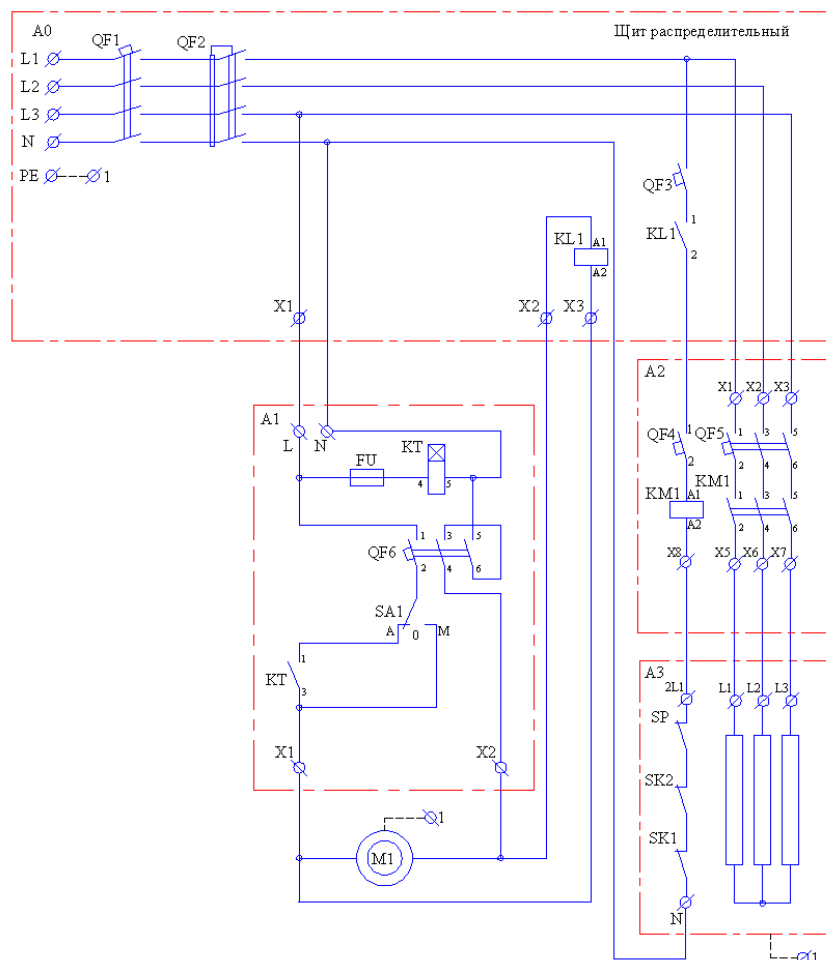 A0
Щит распределительный
QF1
QF2
L1
L2
L3
N
PE
1
QF3
KL1
1
2
KL1
A1
A2
X1
X2
X3
A2
X1
X2
X3
A1
L
N
KT
FU
4
5
QF4
1
2
QF5
1
3
5
2
4
6
KM1
A1
A2
KM1
1
3
5
2
4
6
QF6
1
3
5
2
4
6
X8
X5
X6
X7
SA1
A
0
M
KT
1
3
A3
2L1
L1
L2
L3
SP
X1
X2
SK2
1
SK1
M1
N
1